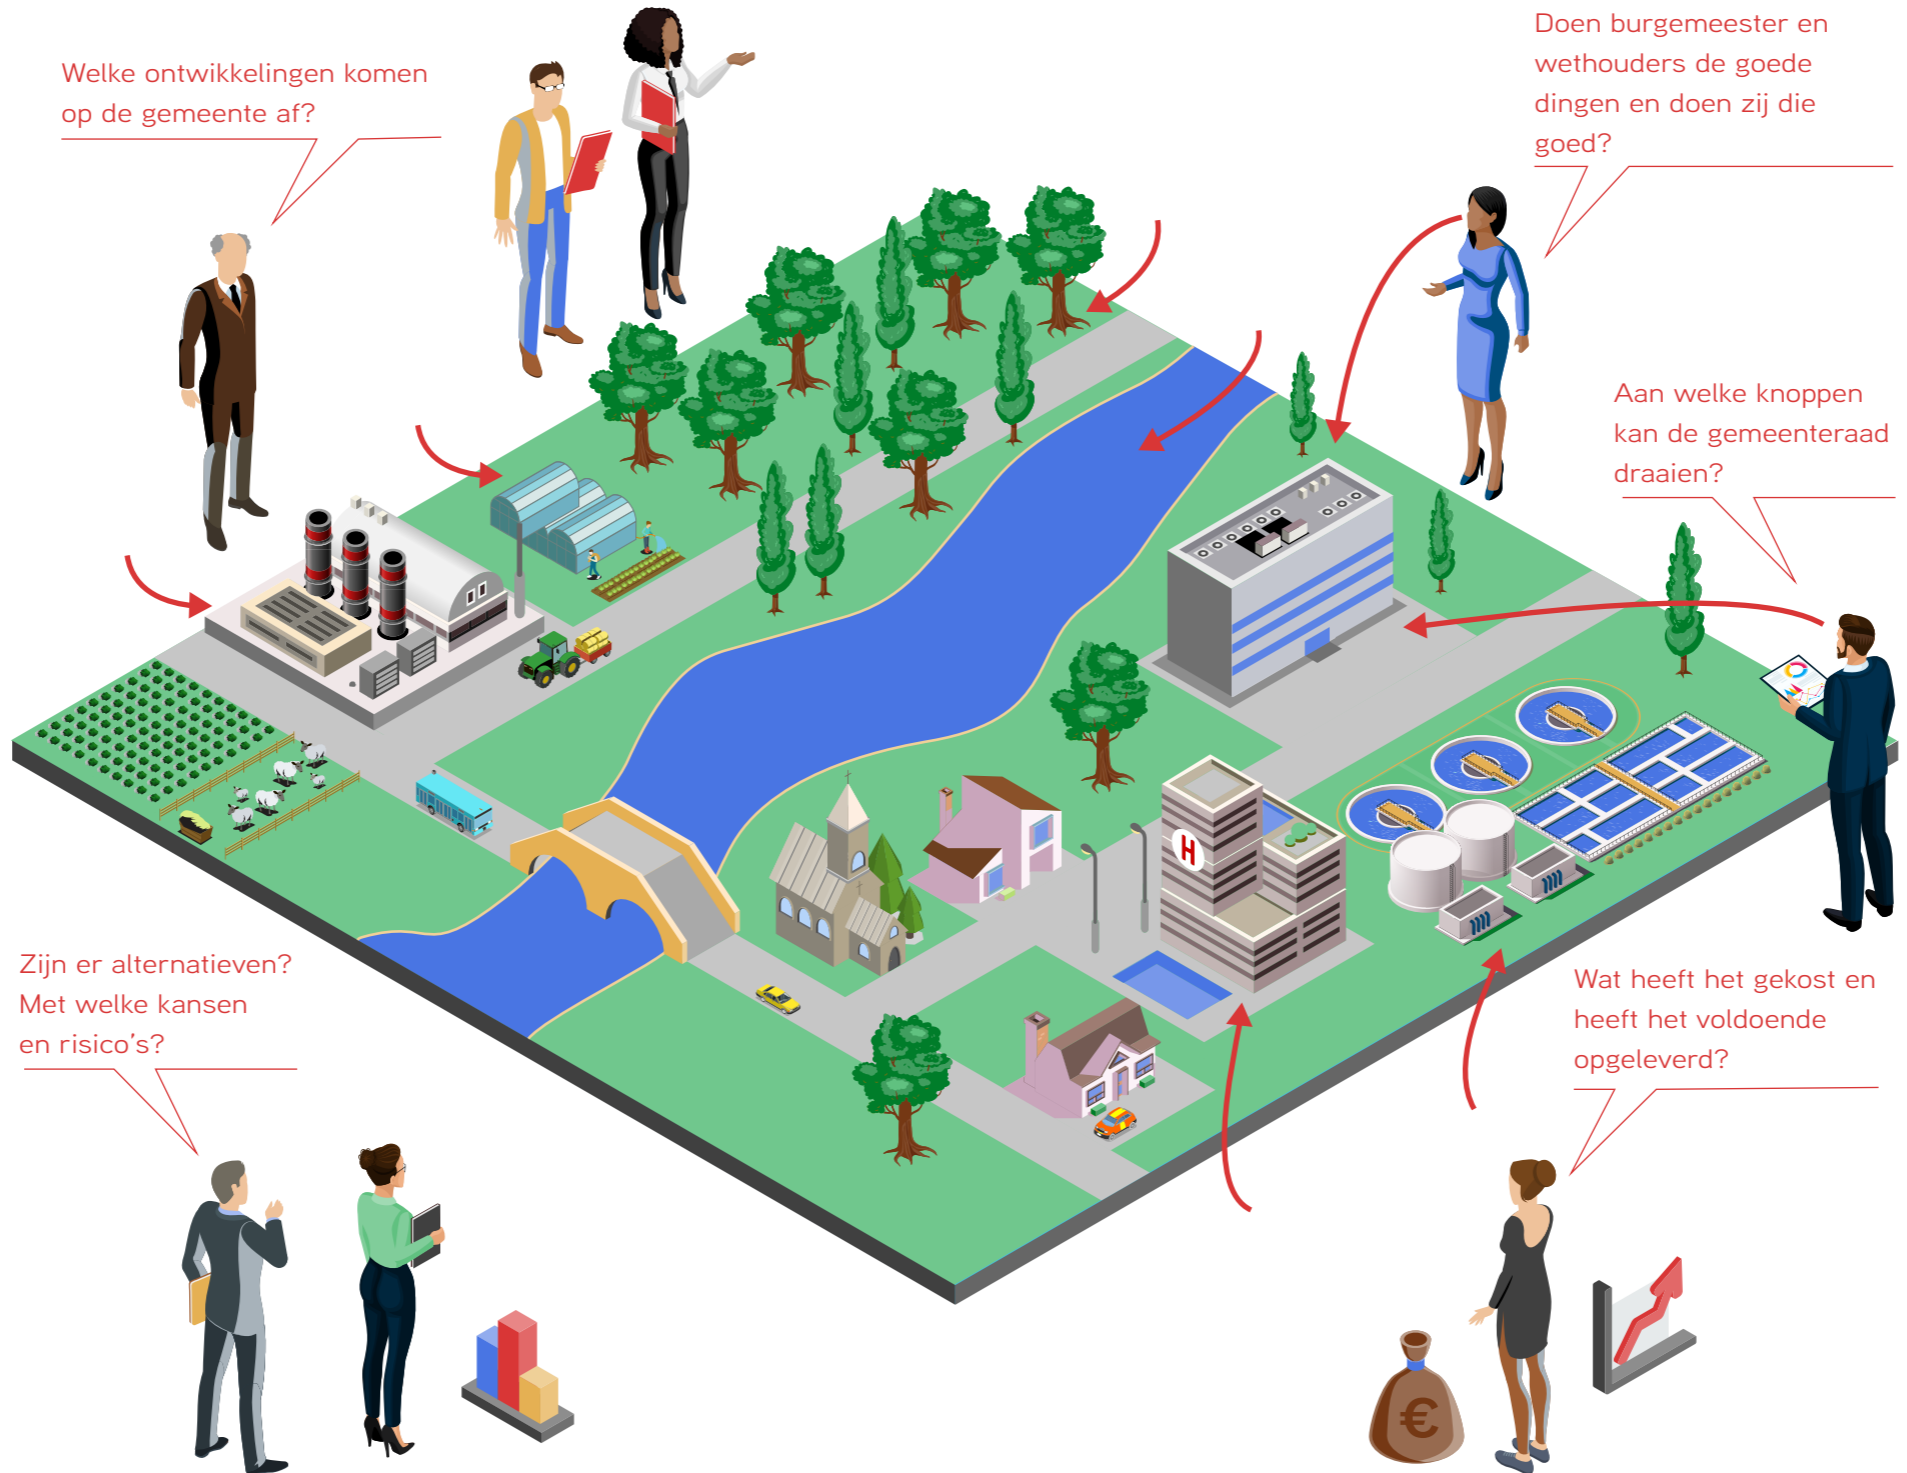 Welke ontwikkelingen komen
op de gemeente af?
Doen burgemeester en
wethouders de goede
dingen en doen zij die
goed?
Aan welke knoppen
kan de gemeenteraad
draaien?
H
Zijn er alternatieven?
Met welke kansen
en risico's?
Wat heeft het gekost en
heeft het voldoende
opgeleverd?
€